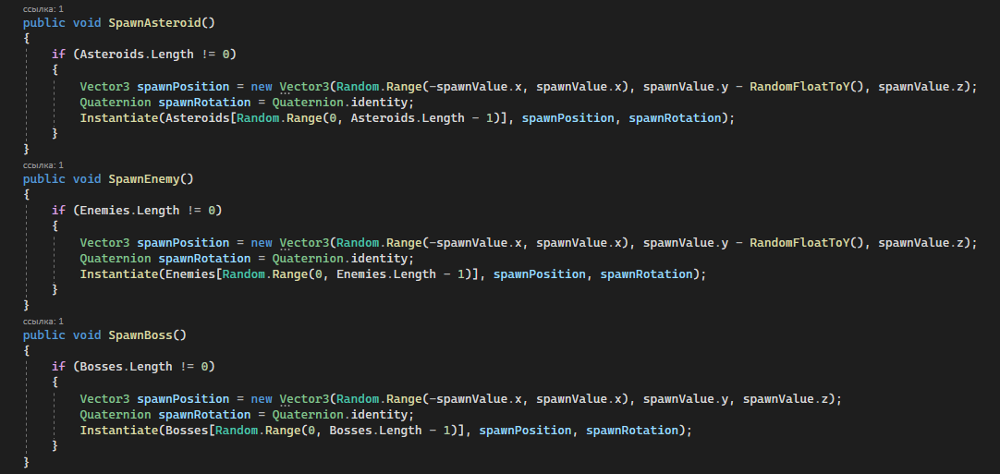 ссылка: 1
public void SpawnAsteroid()
{
if (Asteroids.Length != 0)
{
Vector3 spawnPosition = new Vector3(Random.Range(-spawnValue.x, spawnValue.x), spawnValue.y - RandomFloatToY(), spawnValue.z);
Quaternion spawnRotation = Quaternion.identity;
Instantiate(Asteroids[Random.Range(0, Asteroids.Length - 1)], spawnPosition, spawnRotation);
}
}
ссылка: 1
public void SpawnEnemy()
{
if (Enemies.Length != 0)
{
Vector3 spawnPosition = new Vector3(Random.Range(-spawnValue.x, spawnValue.x), spawnValue.y - RandomFloatToY(), spawnValue.z);
Quaternion spawnRotation = Quaternion.identity;
Instantiate(Enemies[Random.Range(0, Enemies.Length - 1)], spawnPosition, spawnRotation);
}
}
ссылка: 1
public void SpawnBoss()
{
if (Bosses.Length != 0)
{
Vector3 spawnPosition = new Vector3(Random.Range(-spawnValue.x, spawnValue.x), spawnValue.y, spawnValue.z);
Quaternion spawnRotation = Quaternion.identity;
Instantiate(Bosses[Random.Range(0, Bosses.Length - 1)], spawnPosition, spawnRotation);
}
}